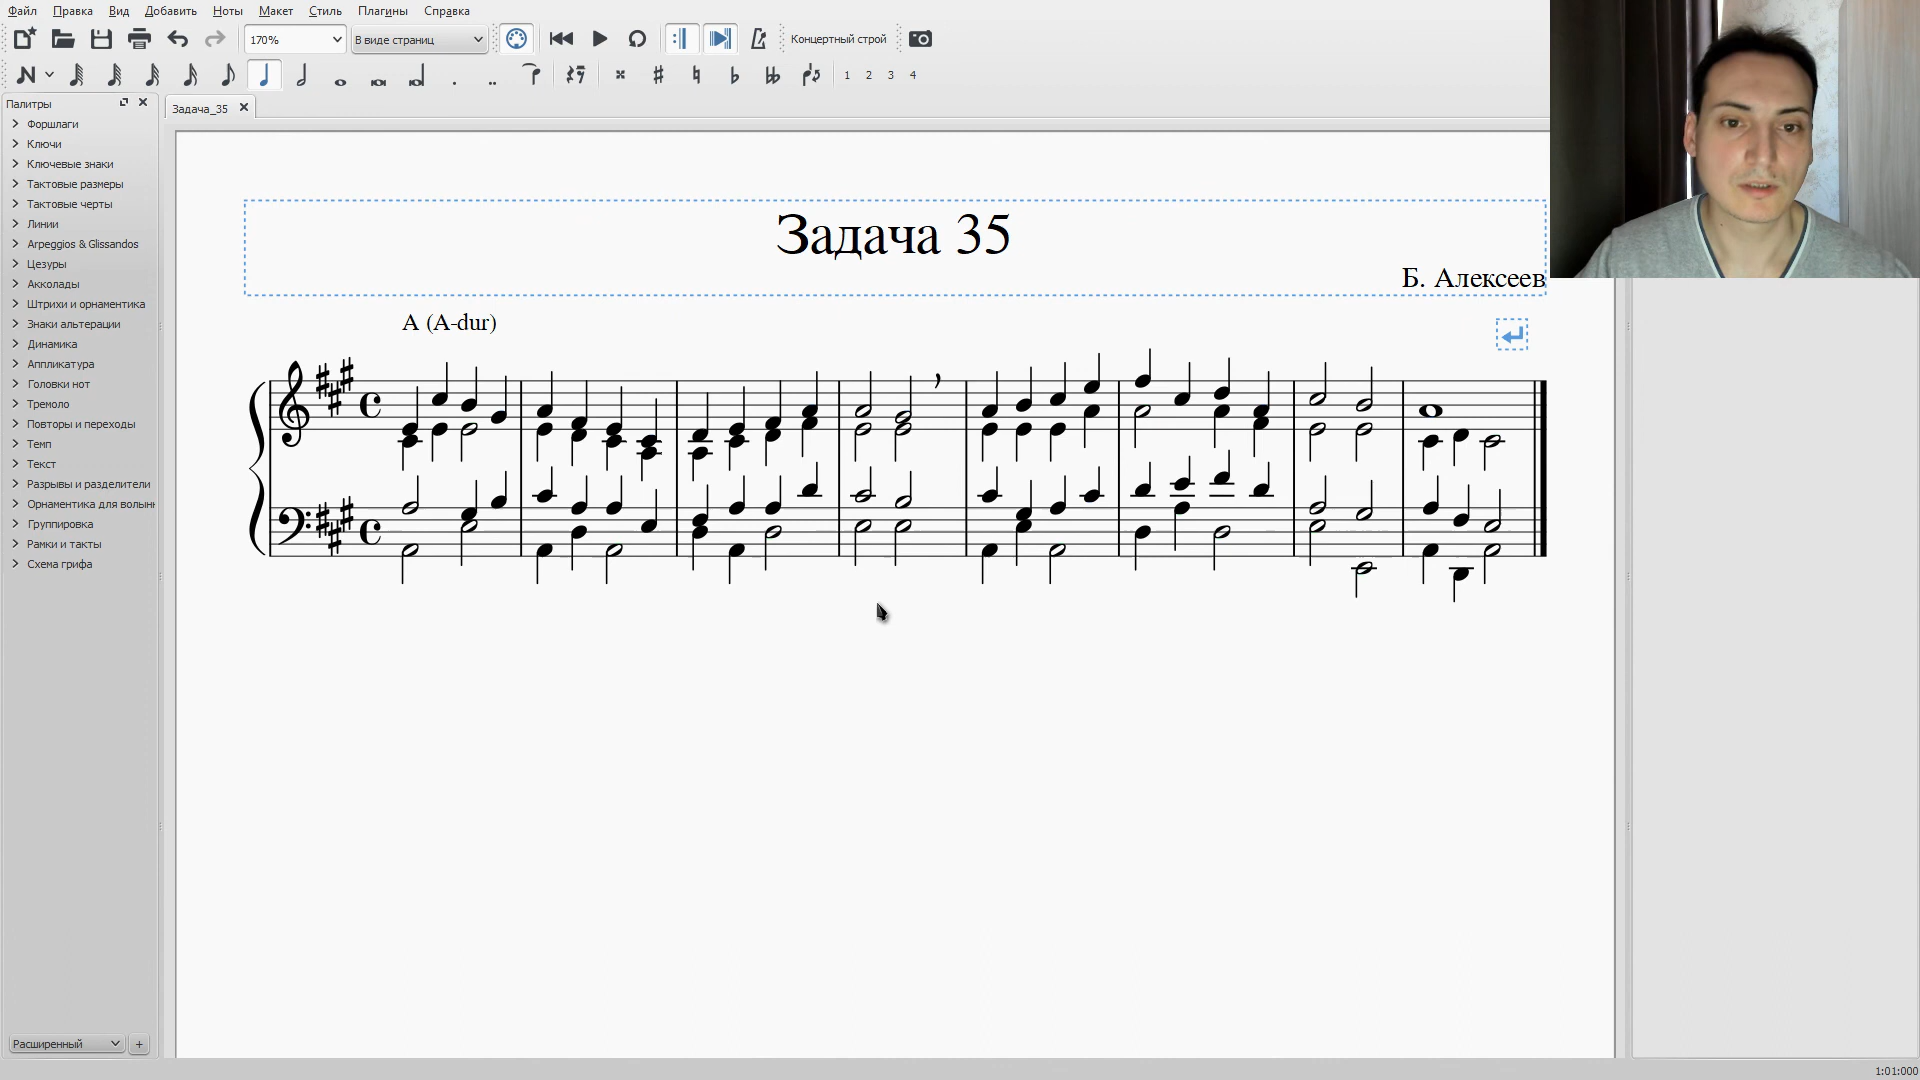 Файл Правка Вид Добавить Ноты Макет Стиль Плагины Справка
170% В виде страниц Концертный строй
1 2 3 4
Палитры
Задача_35
Форшлаги
Ключи
Ключевые знаки
Тактовые размеры
Тактовые черты
Линии
Arpeggios & Glissandos
Цезуры
Акколады
Штрихи и орнаментика
Знаки альтерации
Динамика
Аппликатура
Головки нот
Тремоло
Повторы и переходы
Темп
Текст
Разрывы и разделители
Орнаментика для волын
Группировка
Рамки и такты
Схема грифа
Задача 35
Б. Алексеев
A (A-dur)
Расширенный
1:01:000